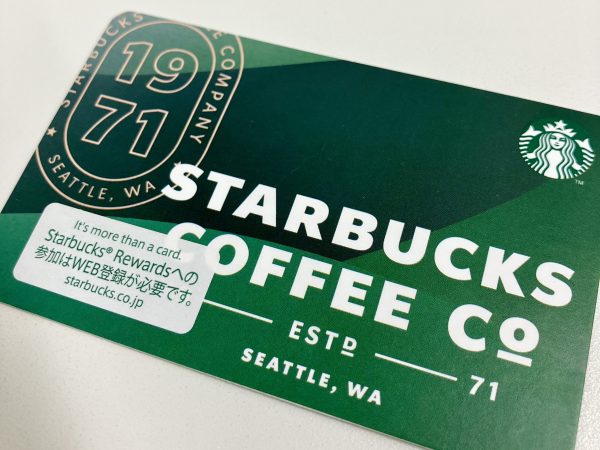 STARBUCKS
COFFEE COMPANY
19
71
SEATTLE, WA
STARBUCKS
COFFEE Co
ESTD
71
SEATTLE, WA
It's more than a card.
Starbucks® Rewardsへの
参加はWEB登録が必要です。
starbucks.co.jp
TM